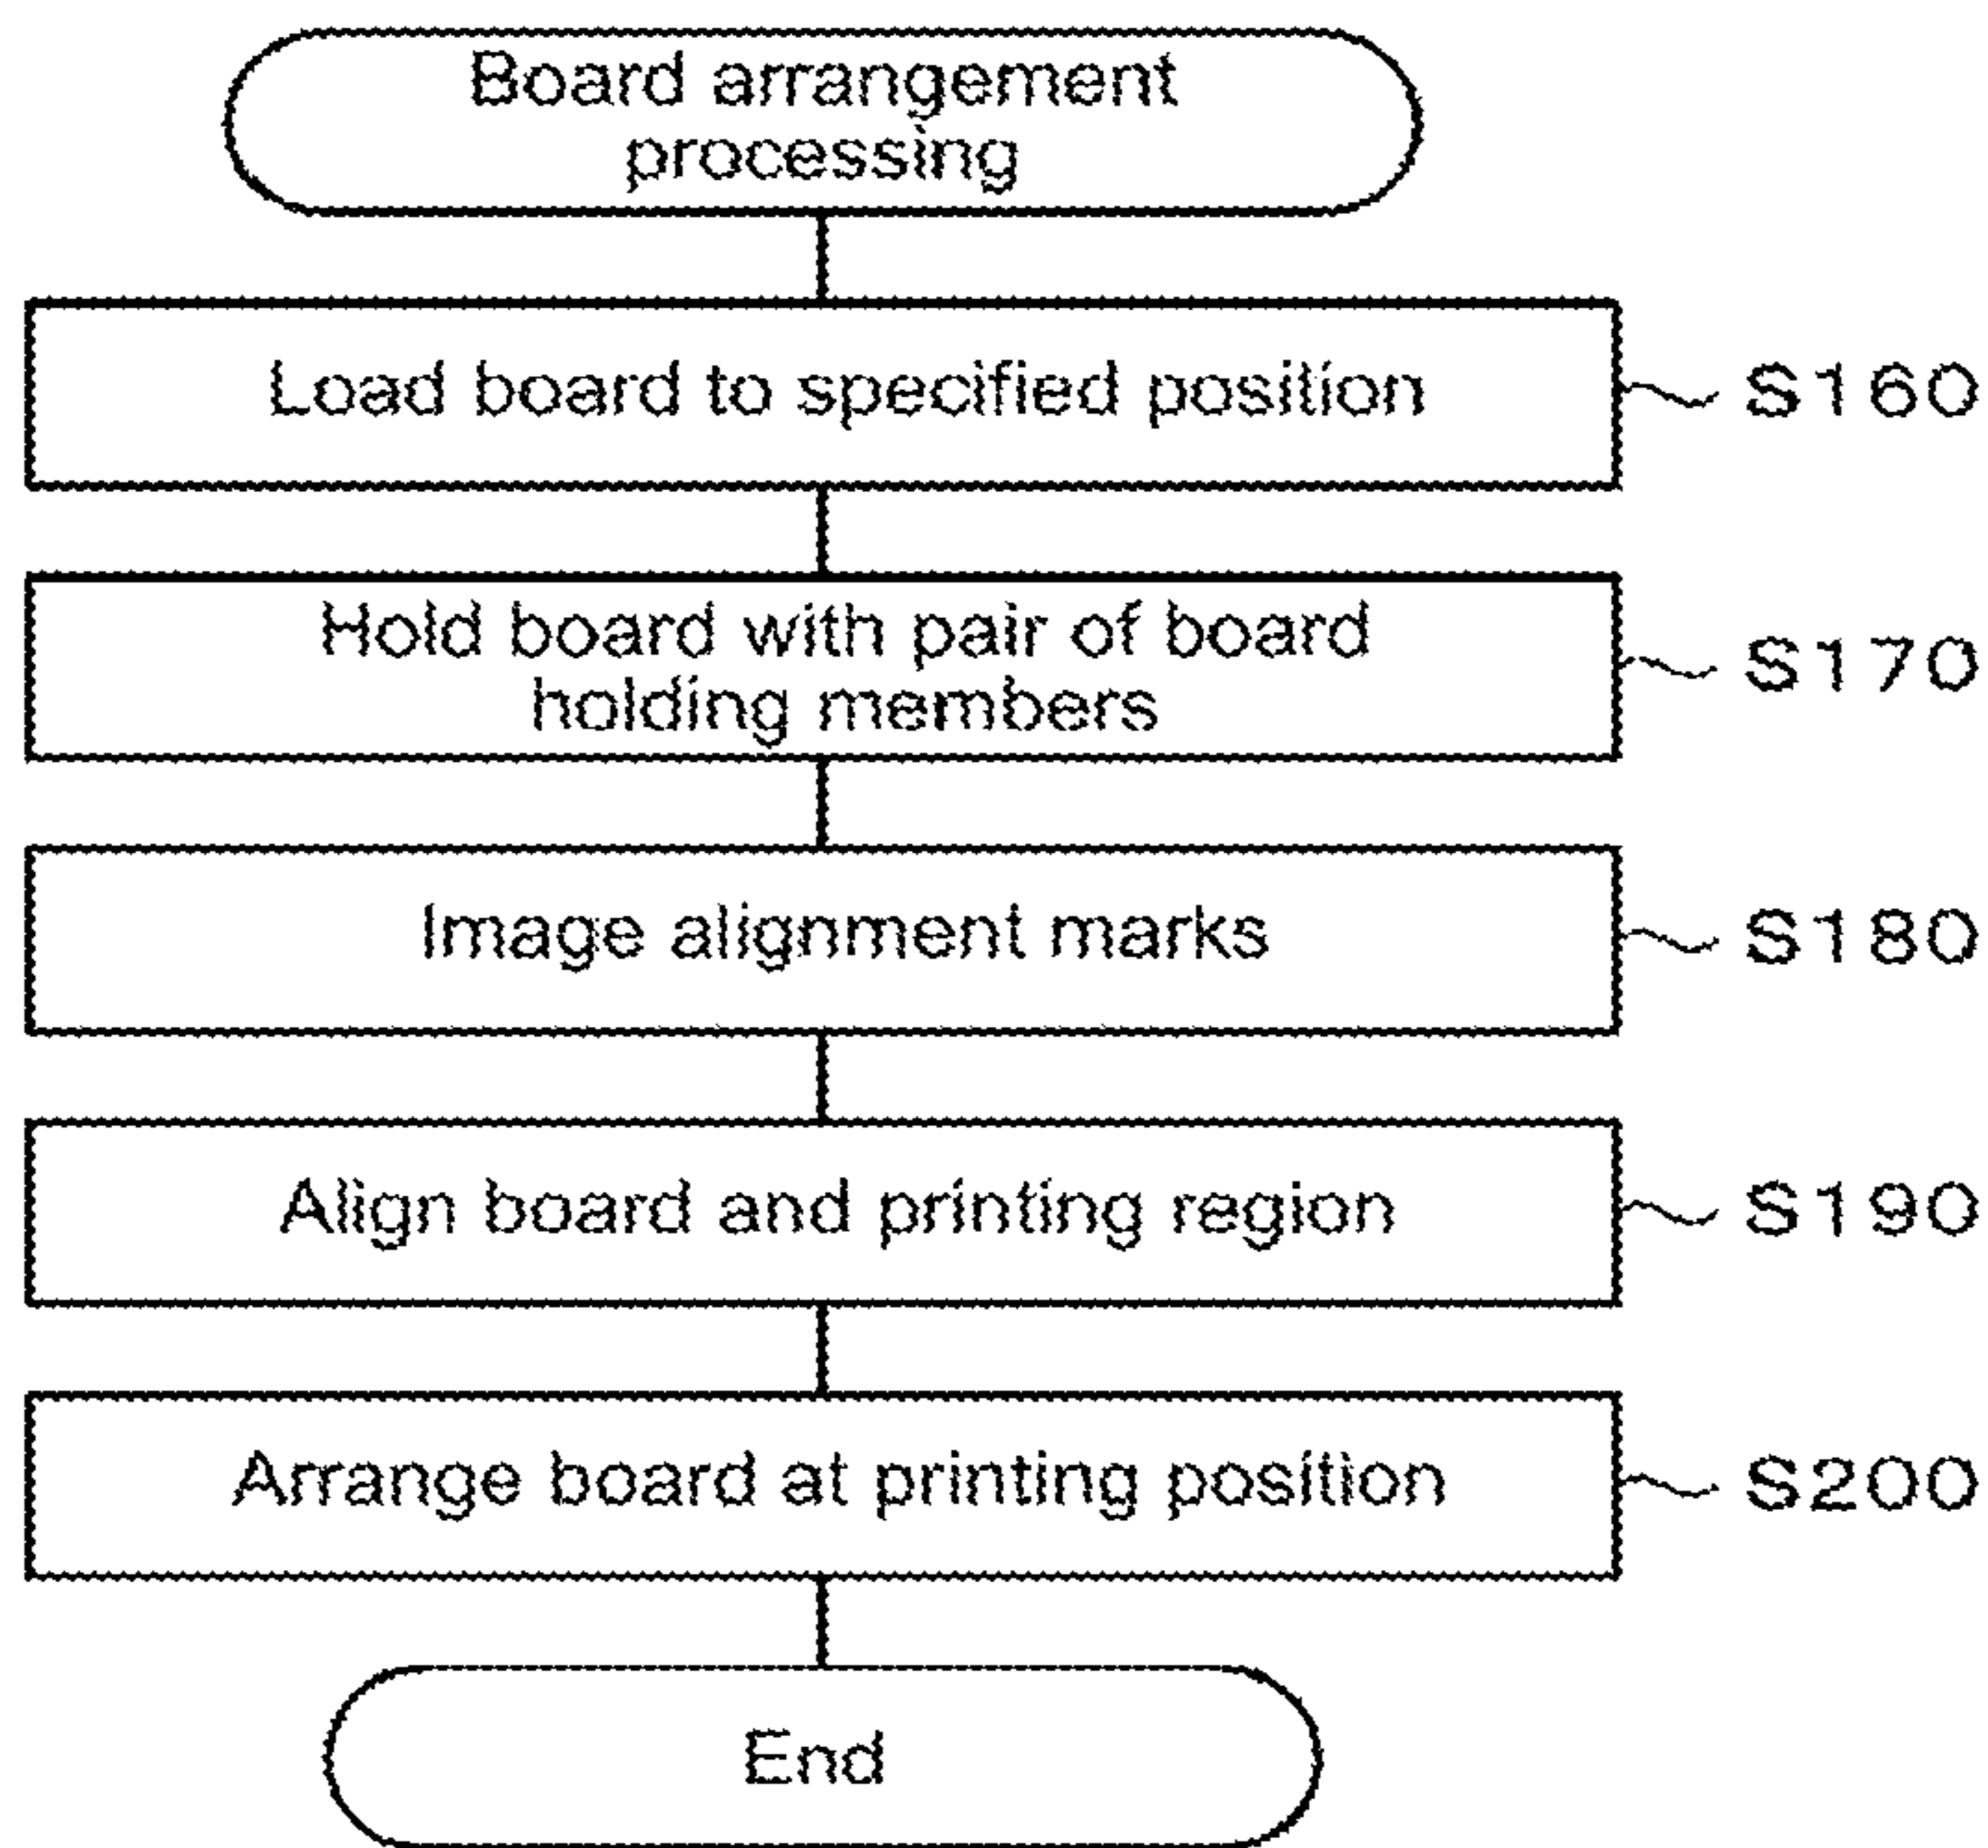 Board arrangement
processing
Load board to specified position
S160
Hold board with pair of board
holding members
S170
Image alignment marks
S180
Align board and printing region
S190
Arrange board at printing position
S200
End